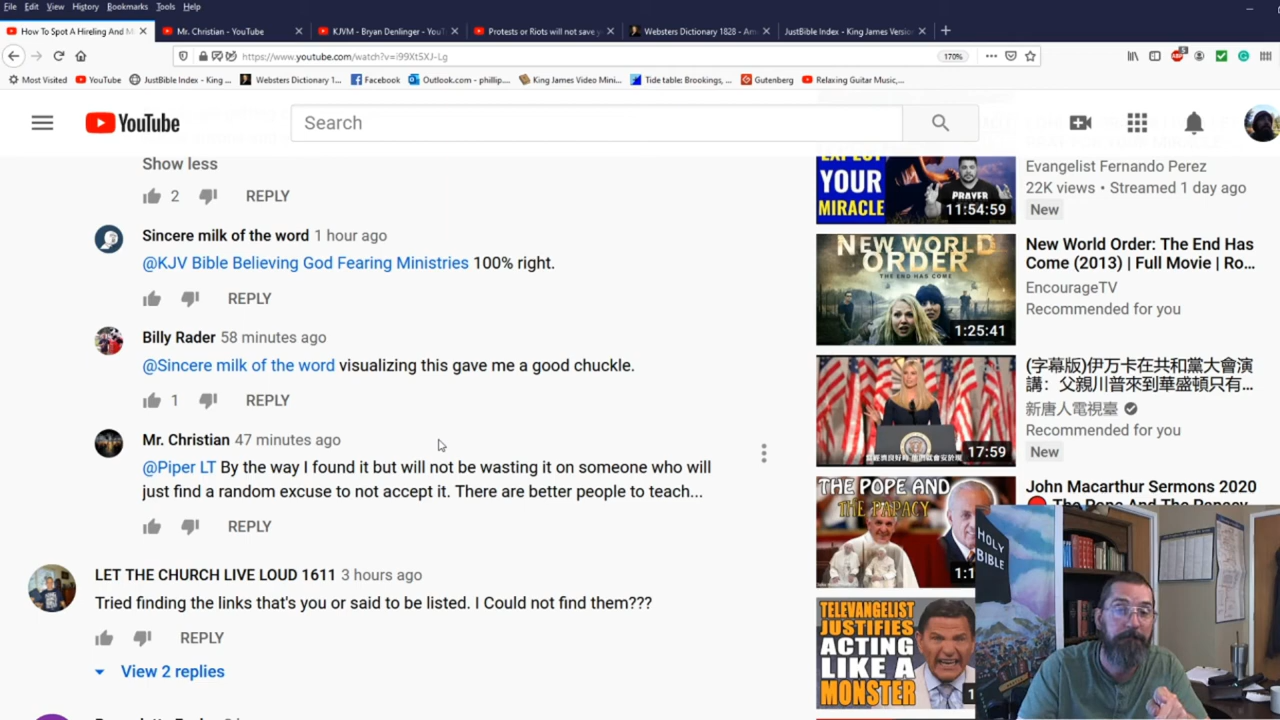 File Edit View History Bookmarks Tools Help
How To Spot A Hireling And M
Mr. Christian - YouTube
KJVM - Bryan Denlinger - YouT
Protests or Riots will not save y
Websters Dictionary 1828 - Am
JustBible Index - King James Versio
https://www.youtube.com/watch?v=i99Xt5XJ-Lg
170%
Most Visited
YouTube
JustBible Index - King ...
Websters Dictionary 1...
Facebook
Outlook.com - phillip....
King James Video Mini...
Tide table: Brookings, ...
Gutenberg
Relaxing Guitar Music,...
YouTube
Search
Show less
2
REPLY
Sincere milk of the word 1 hour ago
@KJV Bible Believing God Fearing Ministries 100% right.
REPLY
Billy Rader 58 minutes ago
@Sincere milk of the word visualizing this gave me a good chuckle.
1
REPLY
Mr. Christian 47 minutes ago
@Piper LT By the way I found it but will not be wasting it on someone who will
just find a random excuse to not accept it. There are better people to teach...
REPLY
LET THE CHURCH LIVE LOUD 1611 3 hours ago
Tried finding the links that's you or said to be listed. I Could not find them???
REPLY
View 2 replies
EXPECT
YOUR
MIRACLE
PRAYER
11:54:59
Evangelist Fernando Perez
22K views • Streamed 1 day ago
New
NEW WORLD
ORDER
THE END HAS COME
1:25:41
New World Order: The End Has
Come (2013) | Full Movie | Ro...
EncourageTV
Recommended for you
17:59
(字幕版)伊万卡在共和黨大會演
講：父親川普來到華盛頓只有...
新唐人電視臺
Recommended for you
New
THE POPE AND
THE PAPACY
1:1
John Macarthur Sermons 2020
The Pope And The Papacy
TELEVANGELIST
JUSTIFIES
ACTING
LIKE A
MONSTER
1
HOLY
BIBLE